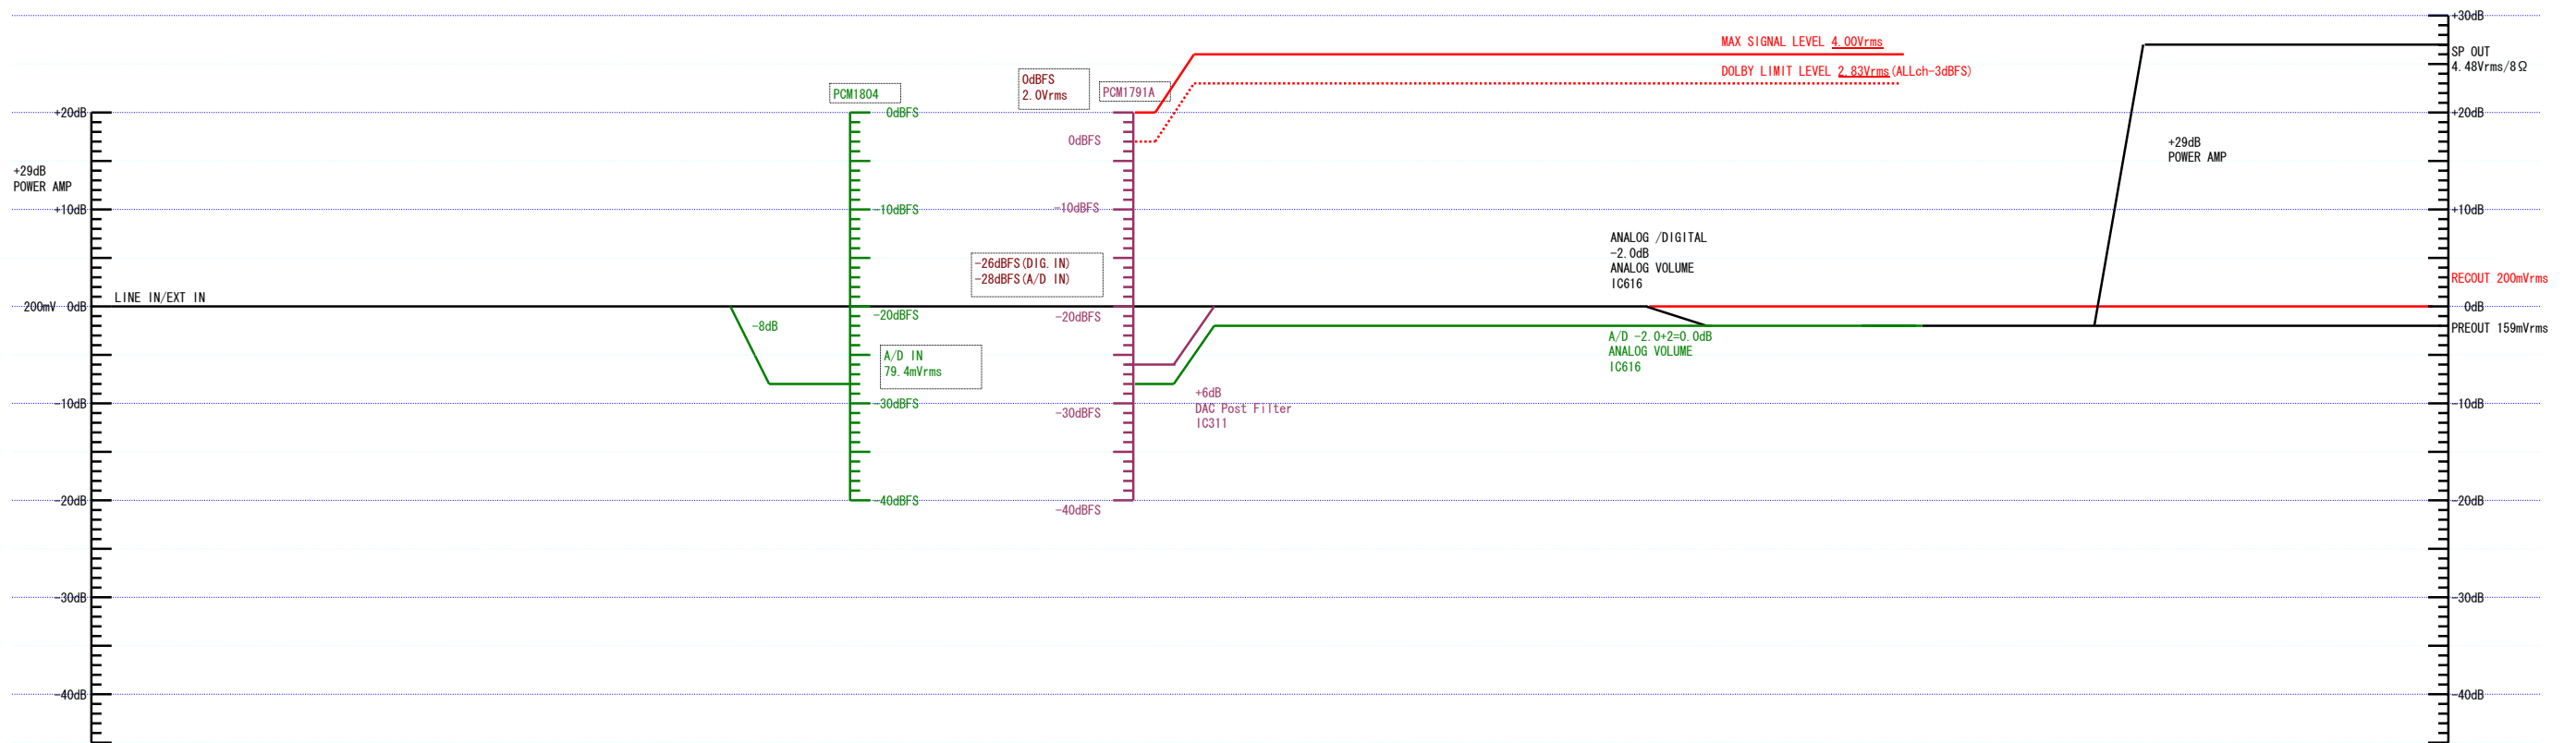 +30dB
MAX SIGNAL LEVEL 4.00Vrms
SP OUT
4.48Vrms/8Ω
DOLBY LIMIT LEVEL 2.83Vrms(ALLch-3dBFS)
0dBFS
2.0Vrms
PCM1804
PCM1791A
+20dB
0dBFS
+20dB
0dBFS
+29dB
POWER AMP
+29dB
POWER AMP
+10dB
-10dBFS
-10dBFS
+10dB
ANALOG /DIGITAL
-2.0dB
ANALOG VOLUME
IC616
-26dBFS(DIG.IN)
-28dBFS(A/D IN)
RECOUT 200mVrms
LINE IN/EXT IN
200mV 0dB
0dB
-20dBFS
-20dBFS
-8dB
PREOUT 159mVrms
A/D -2.0+2=0.0dB
ANALOG VOLUME
IC616
A/D IN
79.4mVrms
+6dB
DAC Post Filter
IC311
-10dB
-30dBFS
-30dBFS
-10dB
-20dB
-40dBFS
-40dBFS
-20dB
-30dB
-30dB
-40dB
-40dB